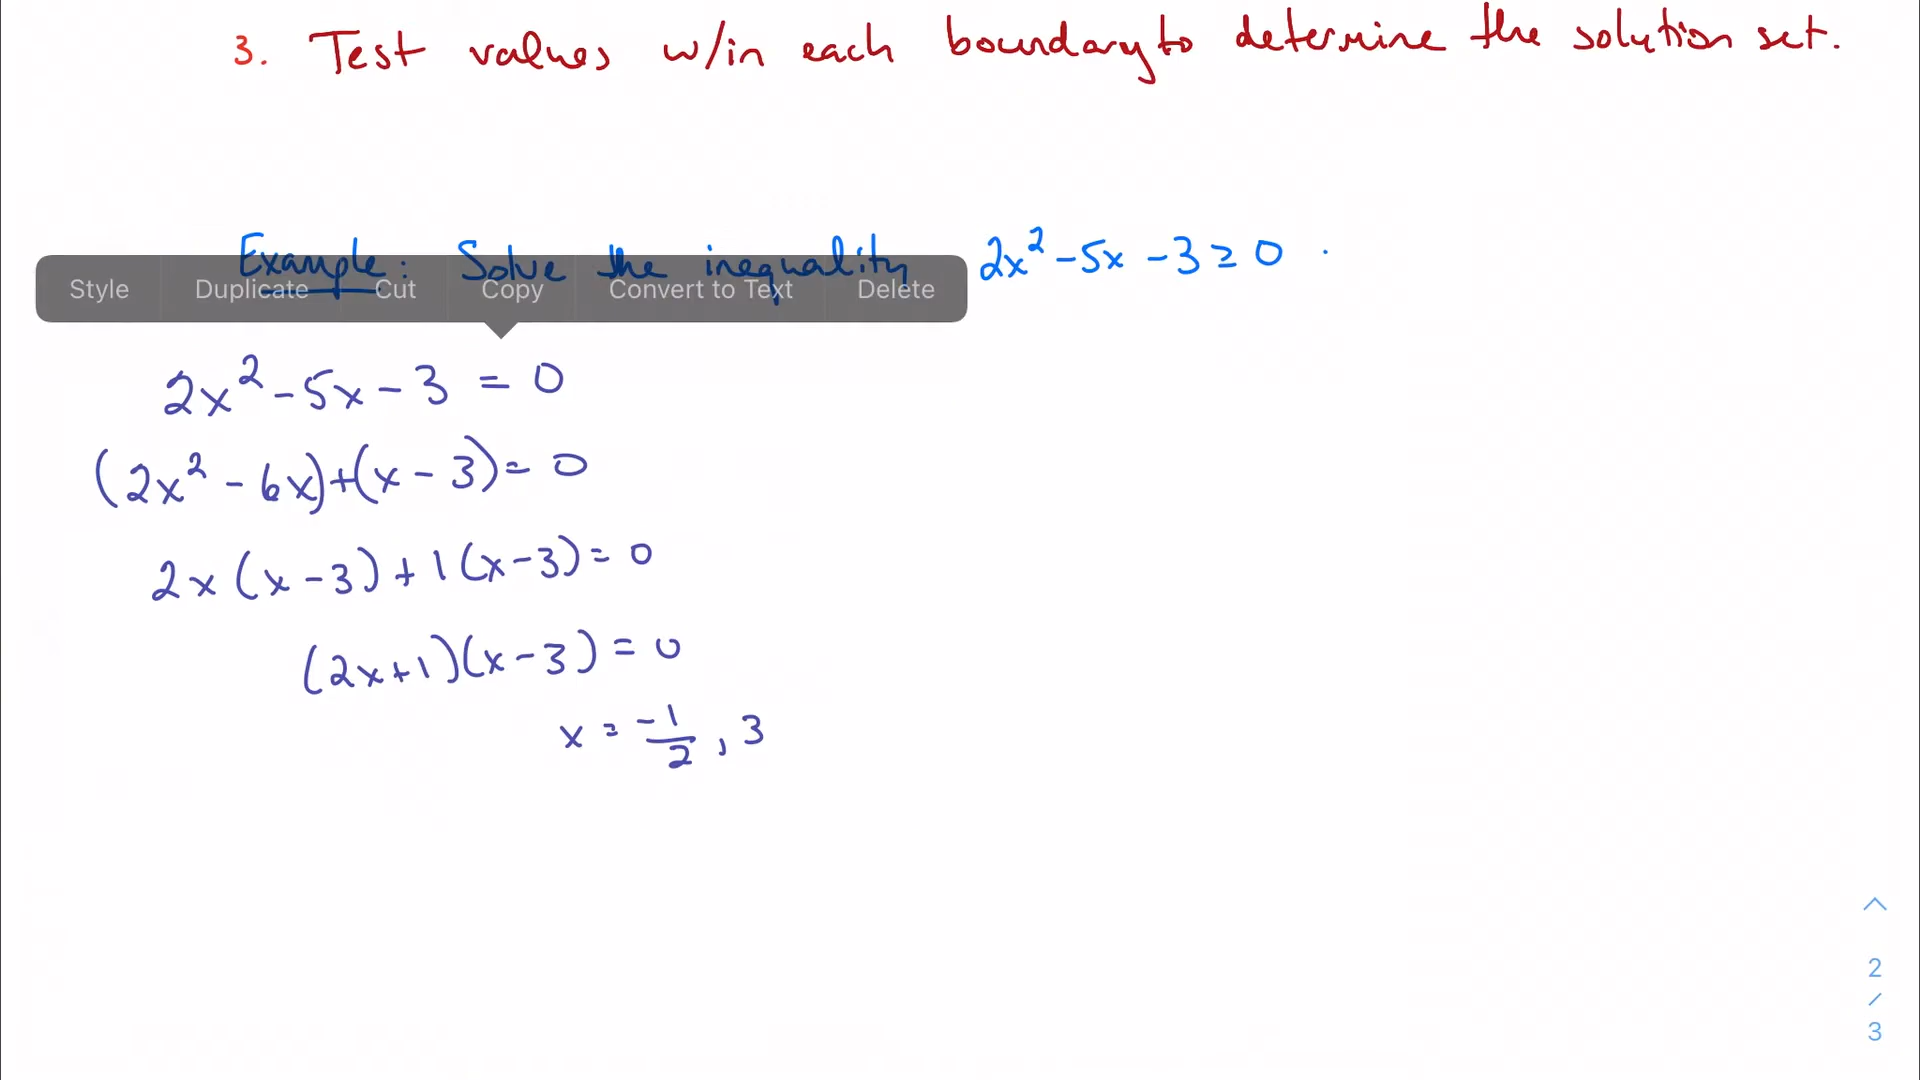 3. Test values w/in each boundary to determine the solution set.
Example: Solve the inequality 2x² - 5x - 3 ≥ 0.
Style Duplicate Cut Copy Convert to Text Delete
2x² - 5x - 3 = 0
(2x² - 6x) + (x - 3) = 0
2x(x - 3) + 1(x - 3) = 0
(2x + 1)(x - 3) = 0
x = -1/2, 3
2
/
3